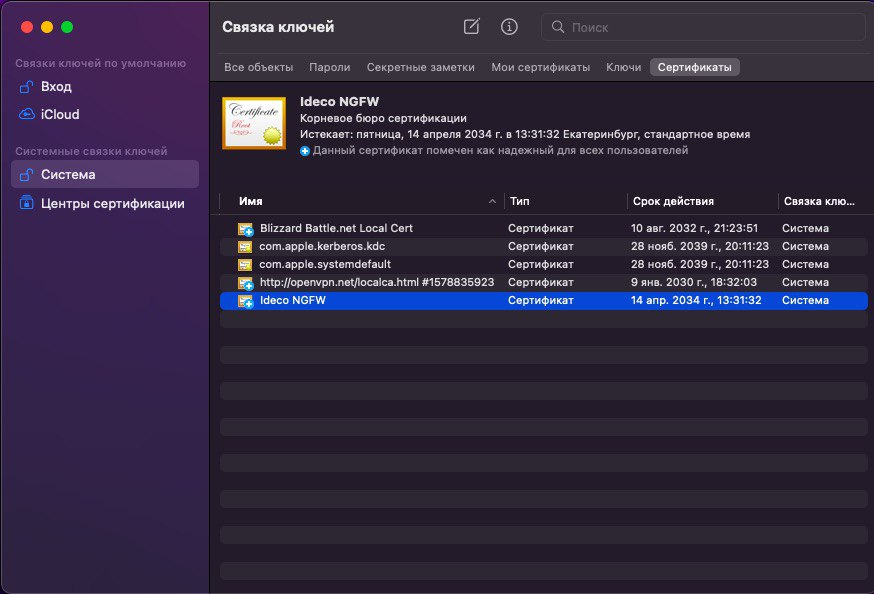 Связка ключей
Поиск
Связки ключей по умолчанию
Вход
iCloud
Системные связки ключей
Система
Центры сертификации
Все объекты Пароли Секретные заметки Мои сертификаты Ключи Сертификаты
Certificate
Root
Ideco NGFW
Корневое бюро сертификации
Истекает: пятница, 14 апреля 2034 г. в 13:31:32 Екатеринбург, стандартное время
Данный сертификат помечен как надежный для всех пользователей
Имя Тип Срок действия Связка клю...
Blizzard Battle.net Local Cert Сертификат 10 авг. 2032 г., 21:23:51 Система
com.apple.kerberos.kdc Сертификат 28 нояб. 2039 г., 20:11:23 Система
com.apple.systemdefault Сертификат 28 нояб. 2039 г., 20:11:23 Система
http://openvpn.net/localca.html #1578835923 Сертификат 9 янв. 2030 г., 18:32:03 Система
Ideco NGFW Сертификат 14 апр. 2034 г., 13:31:32 Система